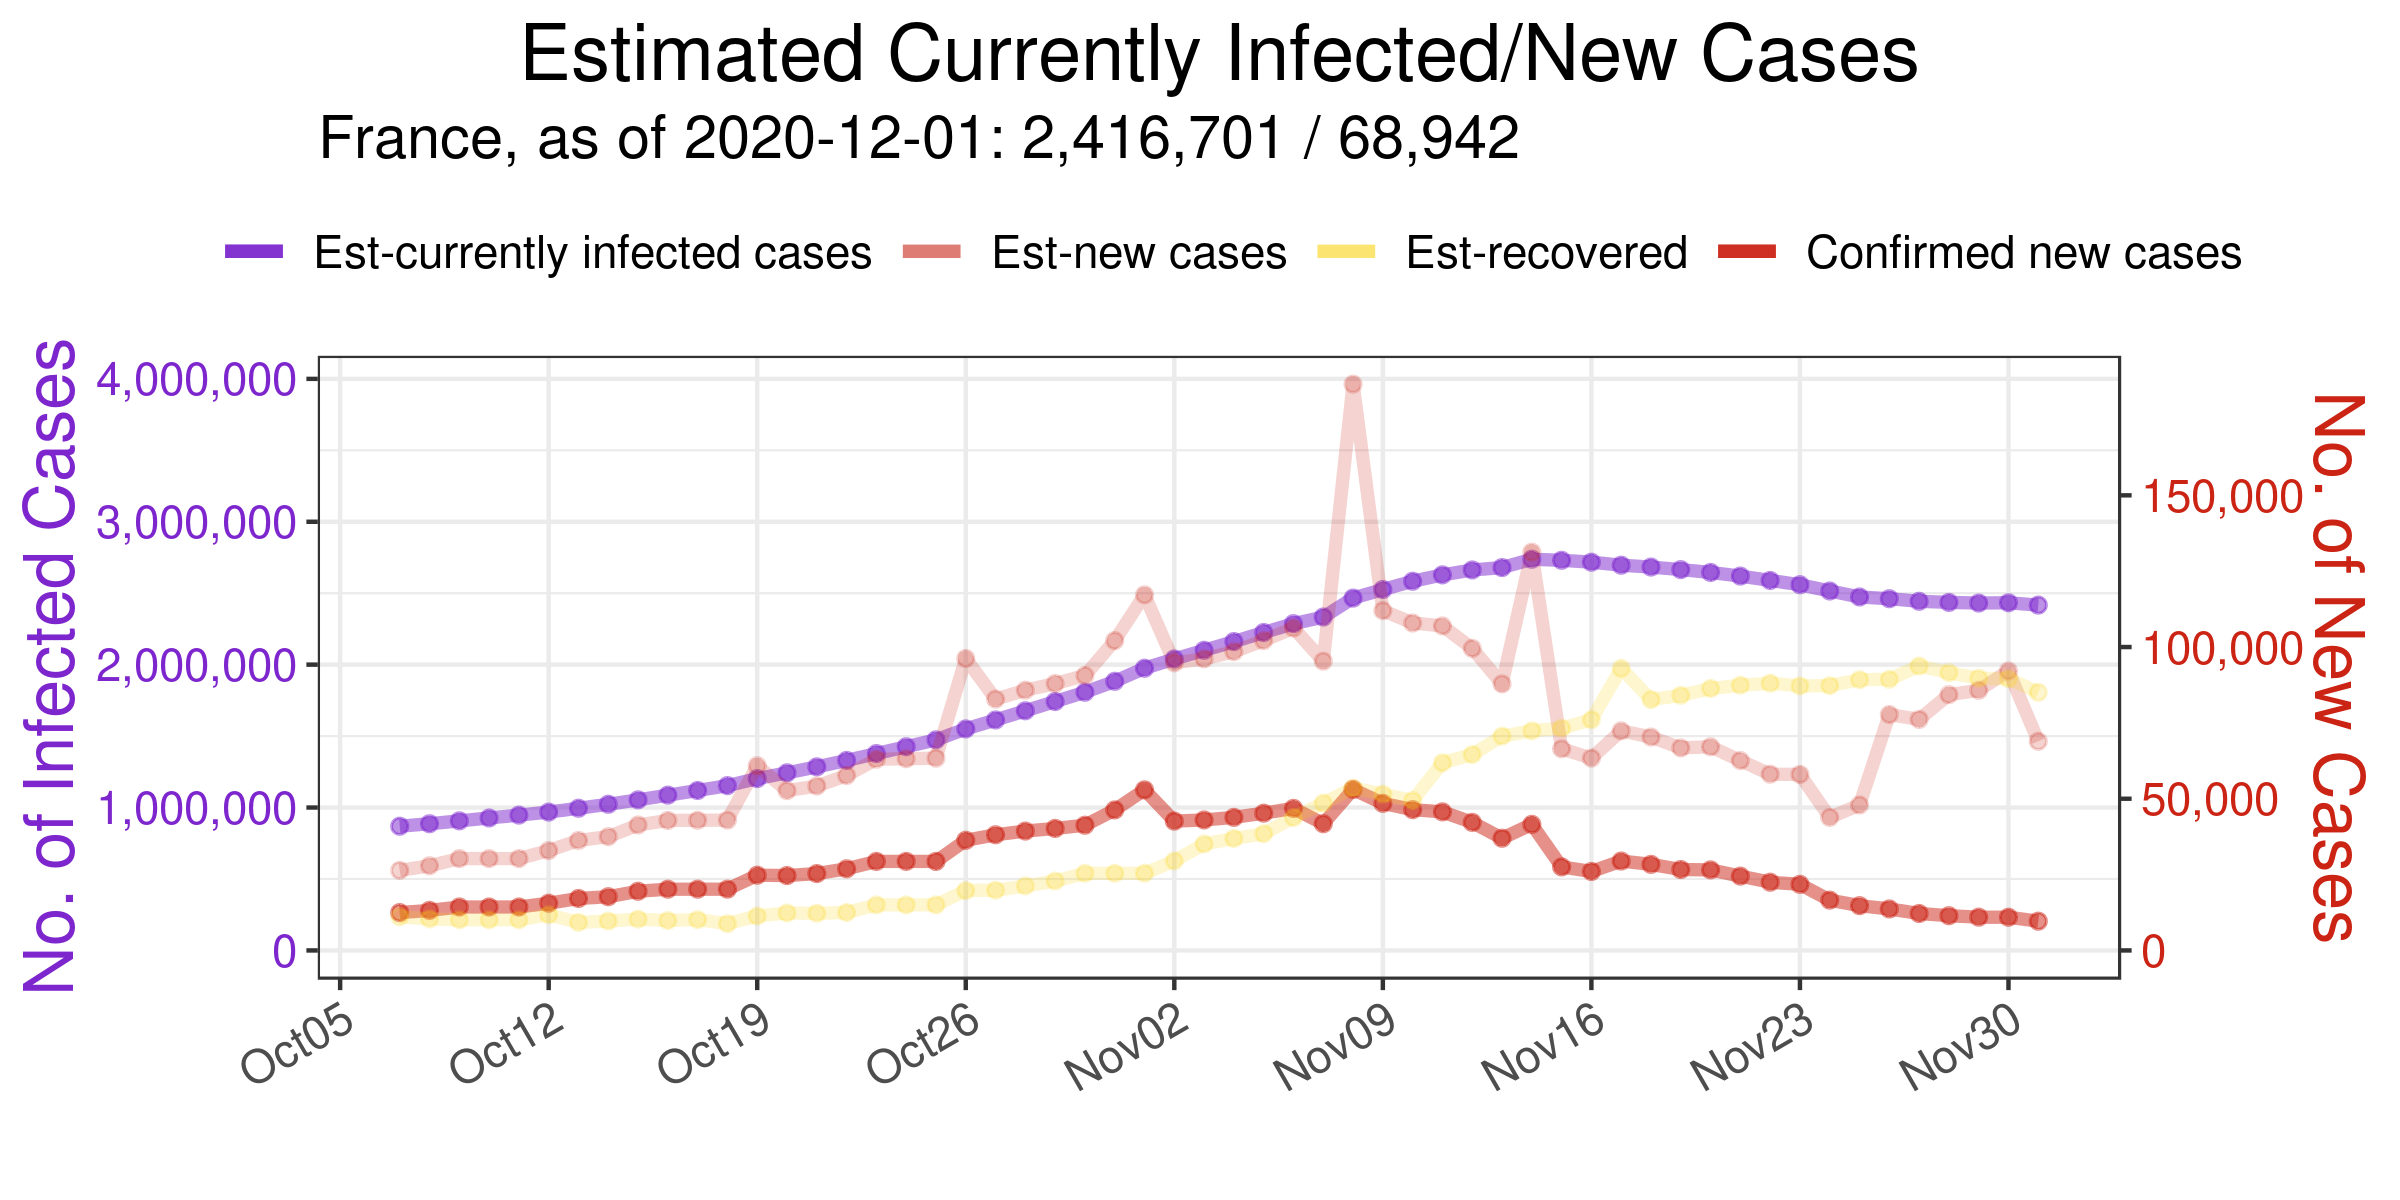 Estimated Currently Infected/New Cases
France, as of 2020-12-01: 2,416,701 / 68,942
Est-currently infected cases Est-new cases Est-recovered Confirmed new cases
No. of Infected Cases
4,000,000
3,000,000
2,000,000
1,000,000
0
150,000
100,000
50,000
0
No. of New Cases
Oct05 Oct12 Oct19 Oct26 Nov02 Nov09 Nov16 Nov23 Nov30